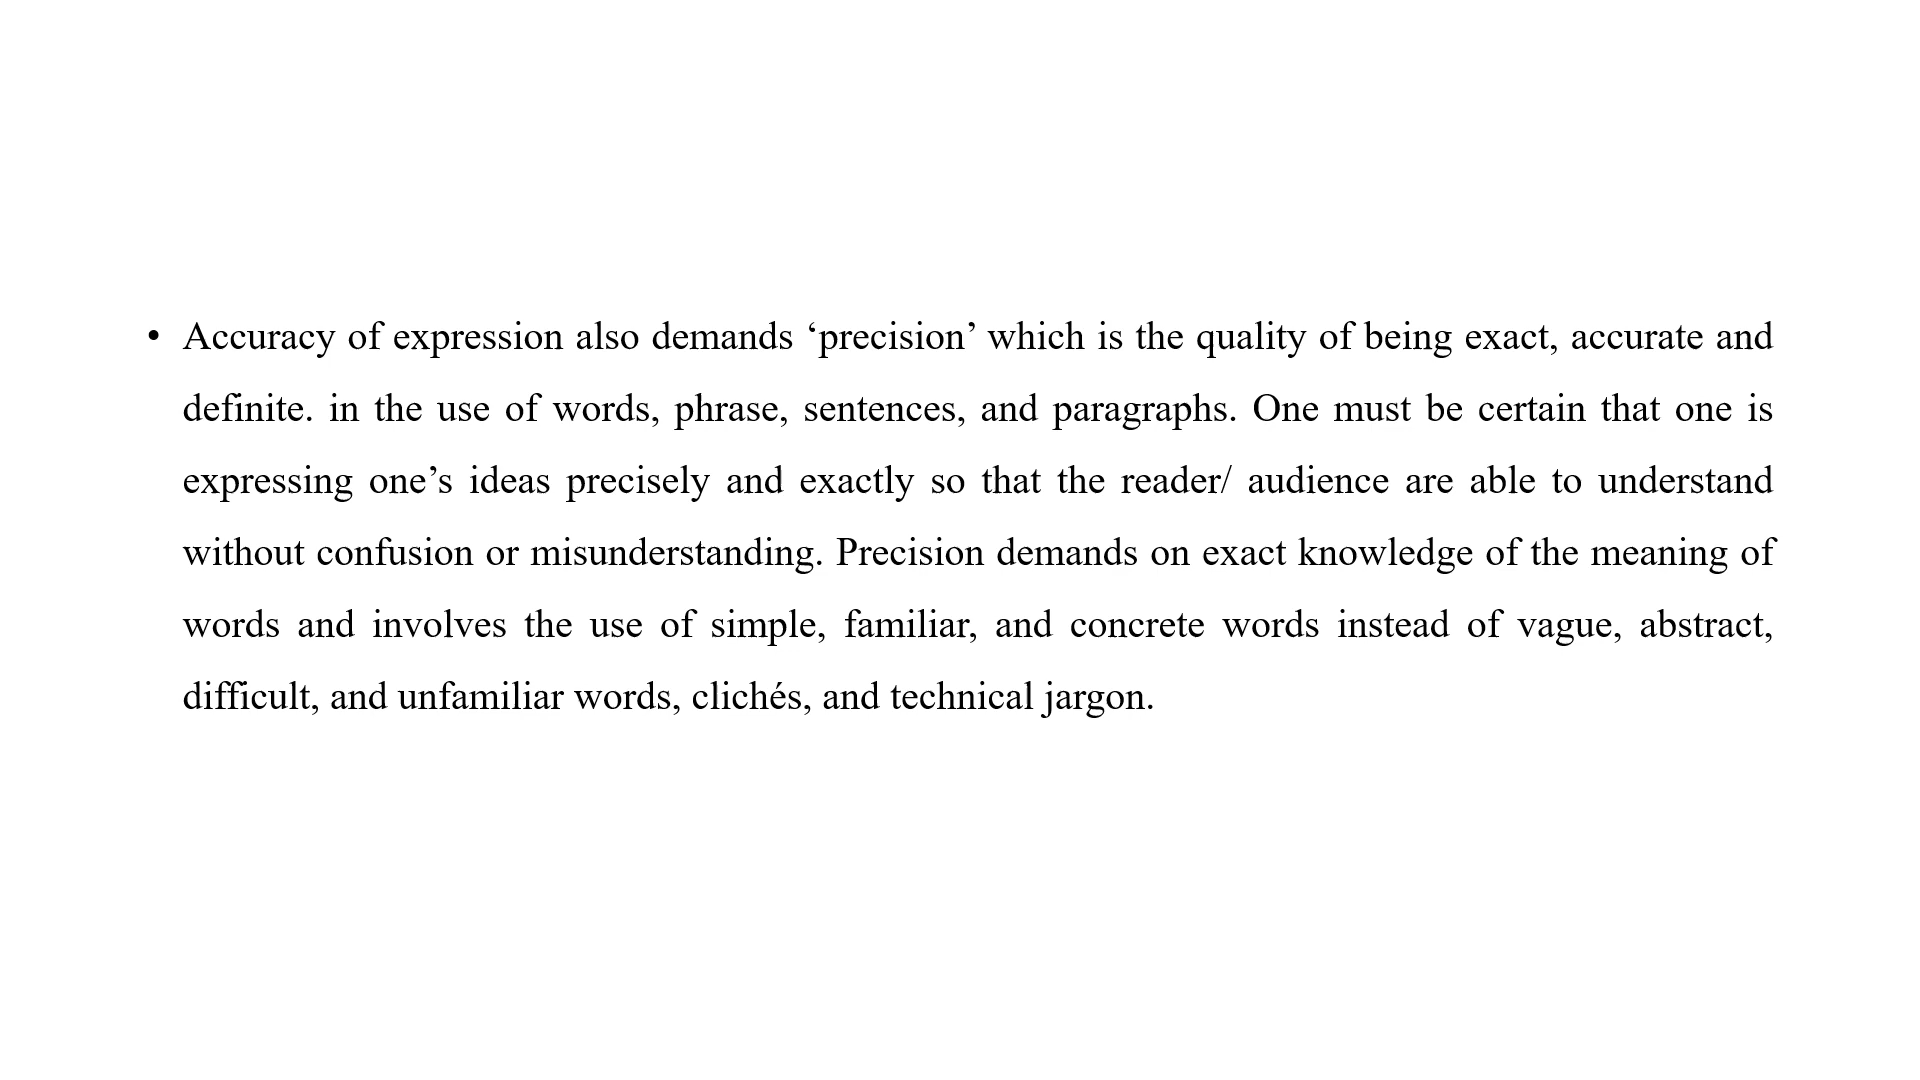 • Accuracy of expression also demands ‘precision’ which is the quality of being exact, accurate and
definite. in the use of words, phrase, sentences, and paragraphs. One must be certain that one is
expressing one’s ideas precisely and exactly so that the reader/ audience are able to understand
without confusion or misunderstanding. Precision demands on exact knowledge of the meaning of
words and involves the use of simple, familiar, and concrete words instead of vague, abstract,
difficult, and unfamiliar words, clichés, and technical jargon.